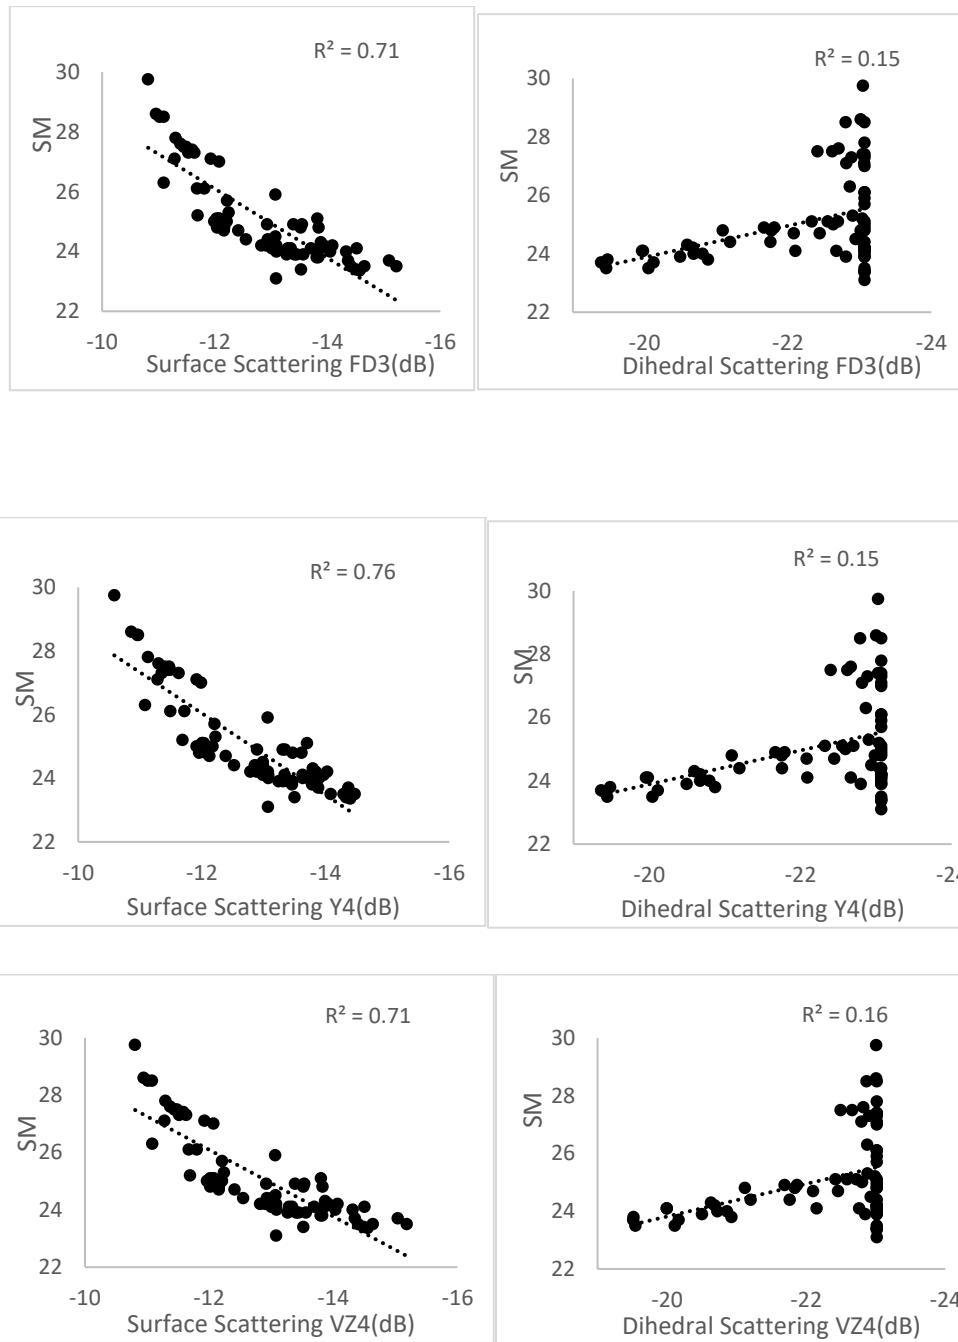 R² = 0.71
30
28
26
24
22
SM
-10 -12 -14 -16
Surface Scattering FD3(dB)
R² = 0.15
30
28
26
24
22
SM
-20 -22 -24
Dihedral Scattering FD3(dB)
R² = 0.76
30
28
26
24
22
SM
-10 -12 -14 -16
Surface Scattering Y4(dB)
R² = 0.15
30
28
26
24
22
SM
-20 -22 -24
Dihedral Scattering Y4(dB)
R² = 0.71
30
28
26
24
22
SM
-10 -12 -14 -16
Surface Scattering VZ4(dB)
R² = 0.16
30
28
26
24
22
SM
-20 -22 -24
Dihedral Scattering VZ4(dB)